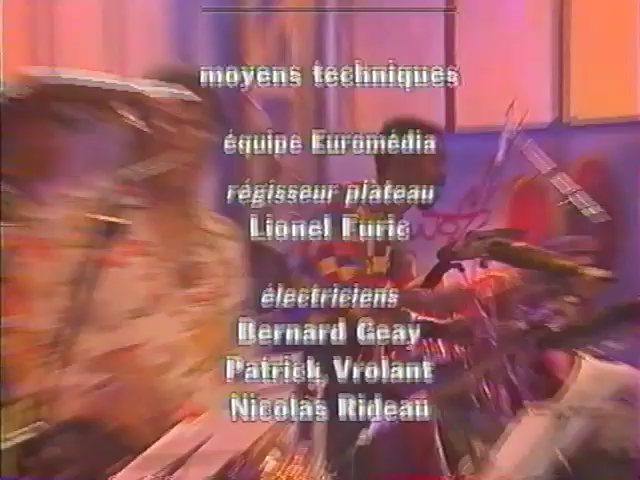 moyens techniques
équipe Euromédia
régisseur plateau
Lionel Furic
électriciens
Bernard Geay
Patrick Vrolant
Nicolas Rideau